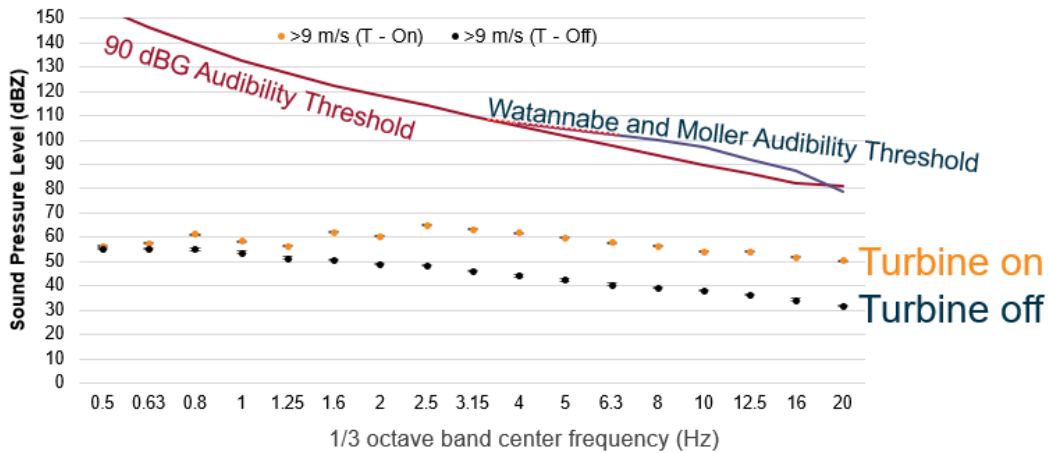 Sound Pressure Level (dBZ)
150
140
130
120
110
100
90
80
70
60
50
40
30
20
10
0
>9 m/s (T - On)
>9 m/s (T - Off)
90 dBG Audibility Threshold
Watannabe and Moller Audibility Threshold
Turbine on
Turbine off
0.5 0.63 0.8 1 1.25 1.6 2 2.5 3.15 4 5 6.3 8 10 12.5 16 20
1/3 octave band center frequency (Hz)